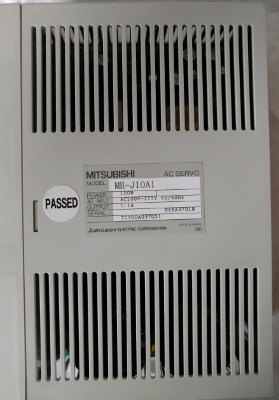 MITSUBISHI AC SERVO
MODEL MR-J10A1
POWER 100W
AC INPUT AC100V-115V 50/60Hz
OUTPUT 1.1A
SERIAL
PASSED
MITSUBISHI ELECTRIC CORPORATION